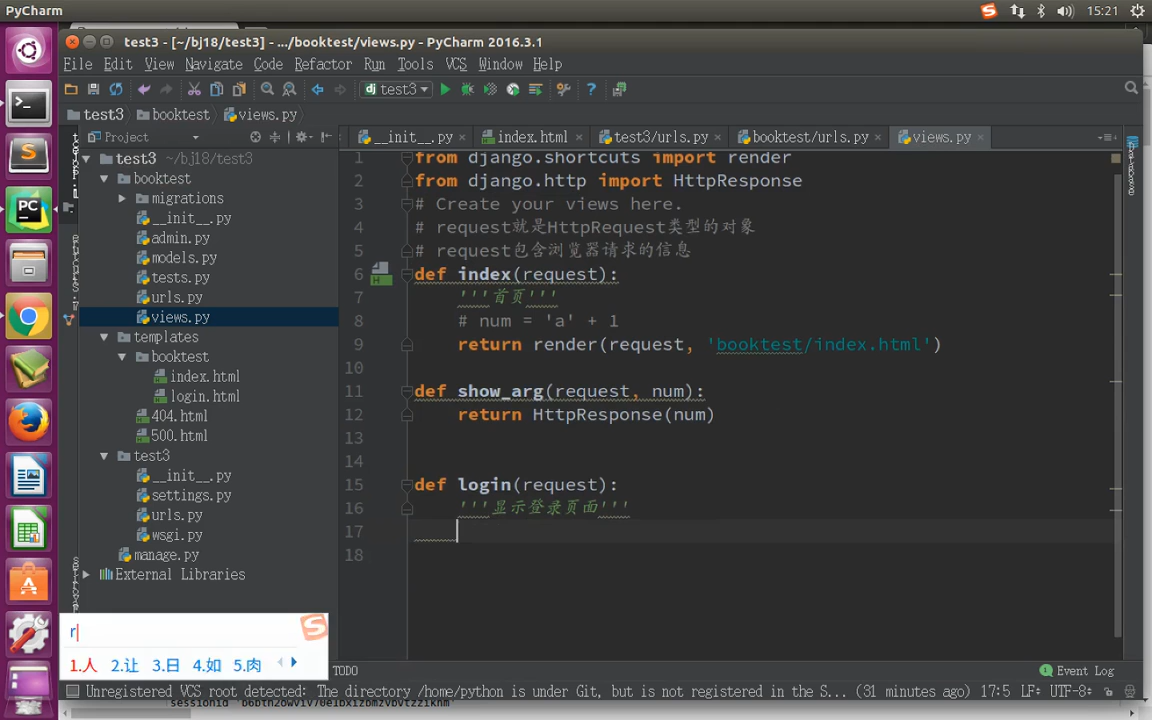 PyCharm
15:21
test3 - [~/bj18/test3] - .../booktest/views.py - PyCharm 2016.3.1
File Edit View Navigate Code Refactor Run Tools VCS Window Help
dj test3
test3 booktest views.py
Project
__init__.py × index.html × test3/urls.py × booktest/urls.py × views.py ×
test3 ~/bj18/test3
booktest
migrations
__init__.py
admin.py
models.py
tests.py
urls.py
views.py
templates
booktest
index.html
login.html
404.html
500.html
test3
__init__.py
settings.py
urls.py
wsgi.py
manage.py
External Libraries
1 from django.shortcuts import render
2 from django.http import HttpResponse
3 # Create your views here.
4 # request就是HttpRequest类型的对象
5 # request包含浏览器请求的信息
6 def index(request):
7 '''首页'''
8 # num = 'a' + 1
9 return render(request, 'booktest/index.html')
10
11 def show_arg(request, num):
12 return HttpResponse(num)
13
14
15 def login(request):
16 '''显示登录页面'''
17
18
r
1.人 2.让 3.日 4.如 5.肉
TODO
Event Log
Unregistered VCS root detected: The directory /home/python is under Git, but is not registered in the S... (31 minutes ago) 17:5 LF÷ UTF-8÷